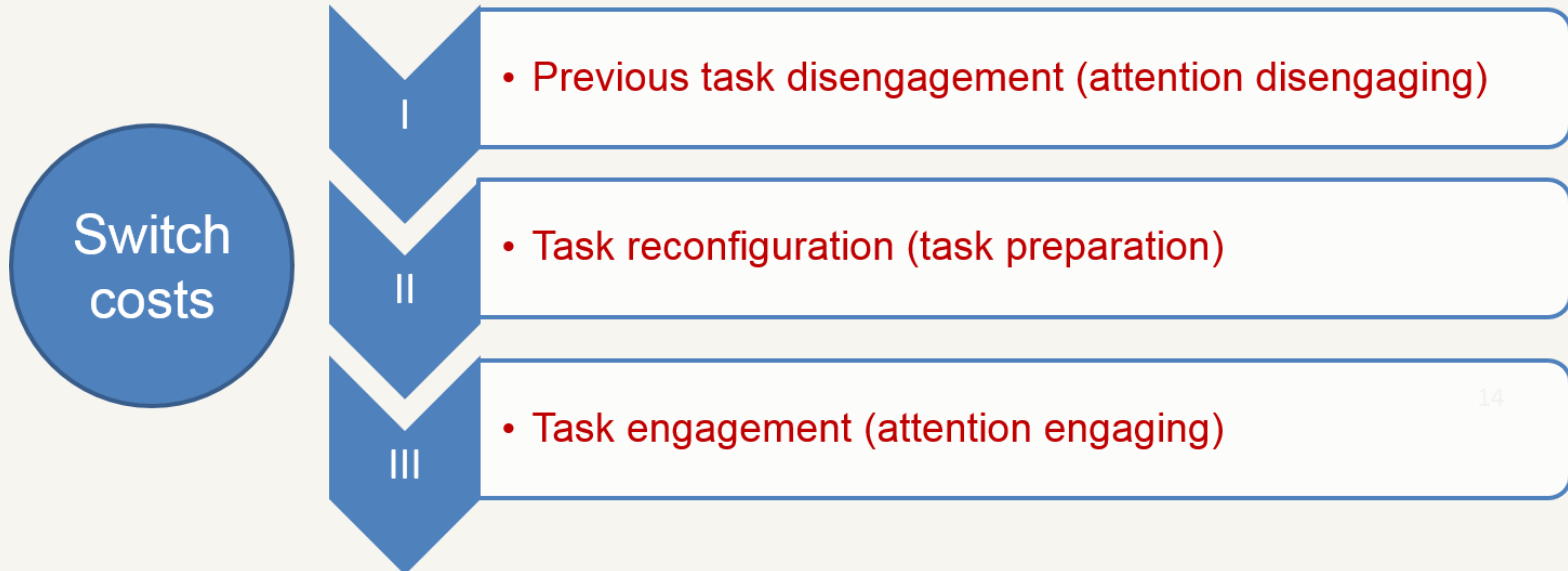 Switch
costs
I
• Previous task disengagement (attention disengaging)
II
• Task reconfiguration (task preparation)
III
• Task engagement (attention engaging)
14